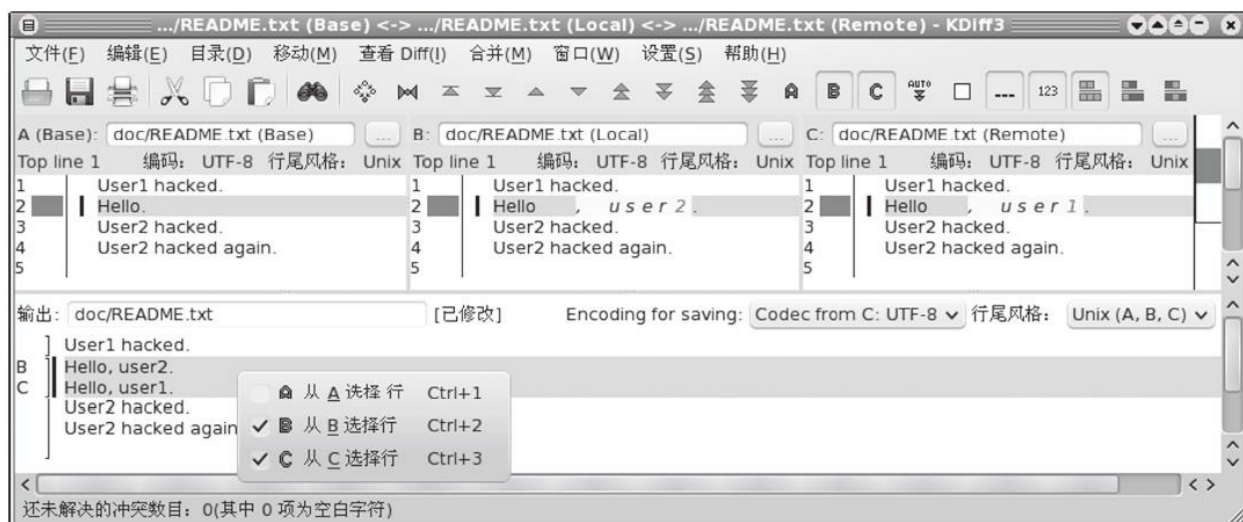 .../README.txt (Base) <-> .../README.txt (Local) <-> .../README.txt (Remote) - KDiff3
文件(F) 编辑(E) 目录(D) 移动(M) 查看 Diff(I) 合并(M) 窗口(W) 设置(S) 帮助(H)
A B C AUTO 123
A (Base): doc/README.txt (Base) ... B: doc/README.txt (Local) ... C: doc/README.txt (Remote) ...
Top line 1 编码: UTF-8 行尾风格: Unix Top line 1 编码: UTF-8 行尾风格: Unix Top line 1 编码: UTF-8 行尾风格: Unix
1 User1 hacked. 1 User1 hacked. 1 User1 hacked.
2 Hello. 2 Hello , user2. 2 Hello , user1.
3 User2 hacked. 3 User2 hacked. 3 User2 hacked.
4 User2 hacked again. 4 User2 hacked again. 4 User2 hacked again.
5 5 5
输出: doc/README.txt [已修改] Encoding for saving: Codec from C: UTF-8 行尾风格: Unix (A, B, C)
User1 hacked.
B Hello, user2.
C Hello, user1.
User2 hacked.
User2 hacked again
A 从 A 选择 行 Ctrl+1
B 从 B 选择行 Ctrl+2
C 从 C 选择行 Ctrl+3
还未解决的冲突数目: 0(其中 0 项为空白字符)